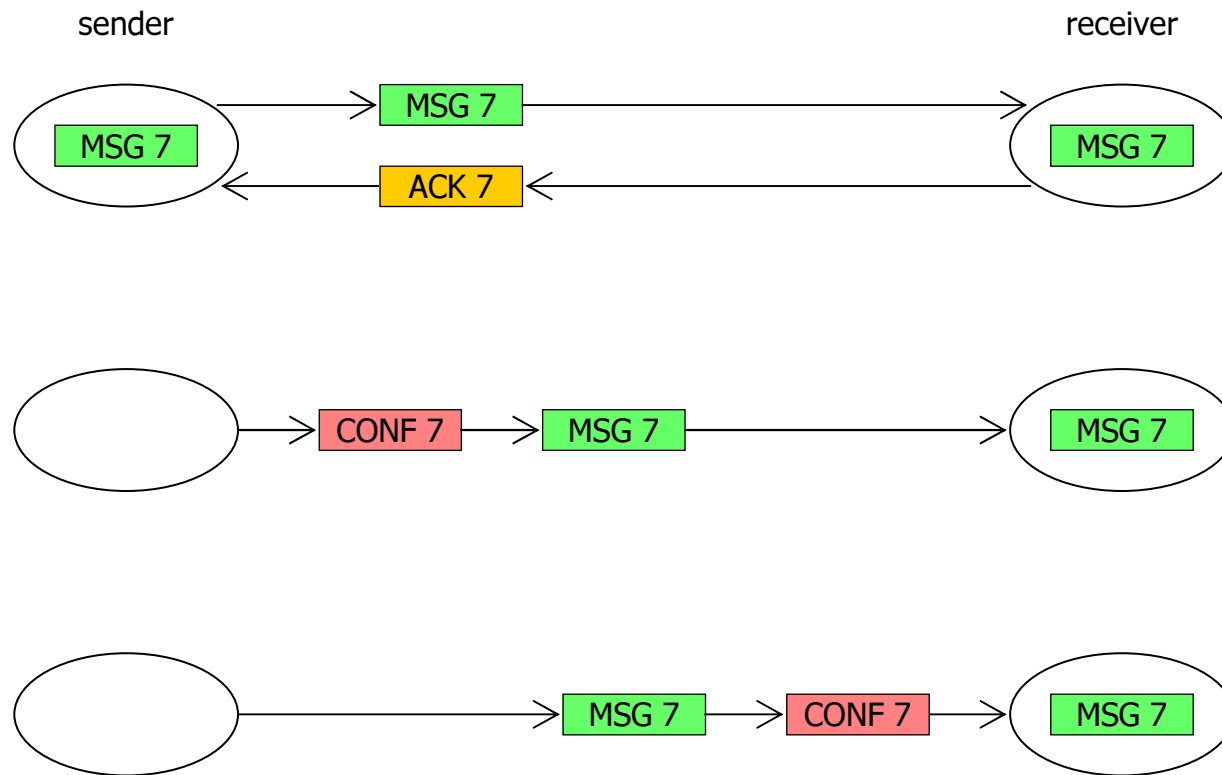 sender receiver
MSG 7
MSG 7 MSG 7
ACK 7
CONF 7 MSG 7 MSG 7
MSG 7 CONF 7 MSG 7